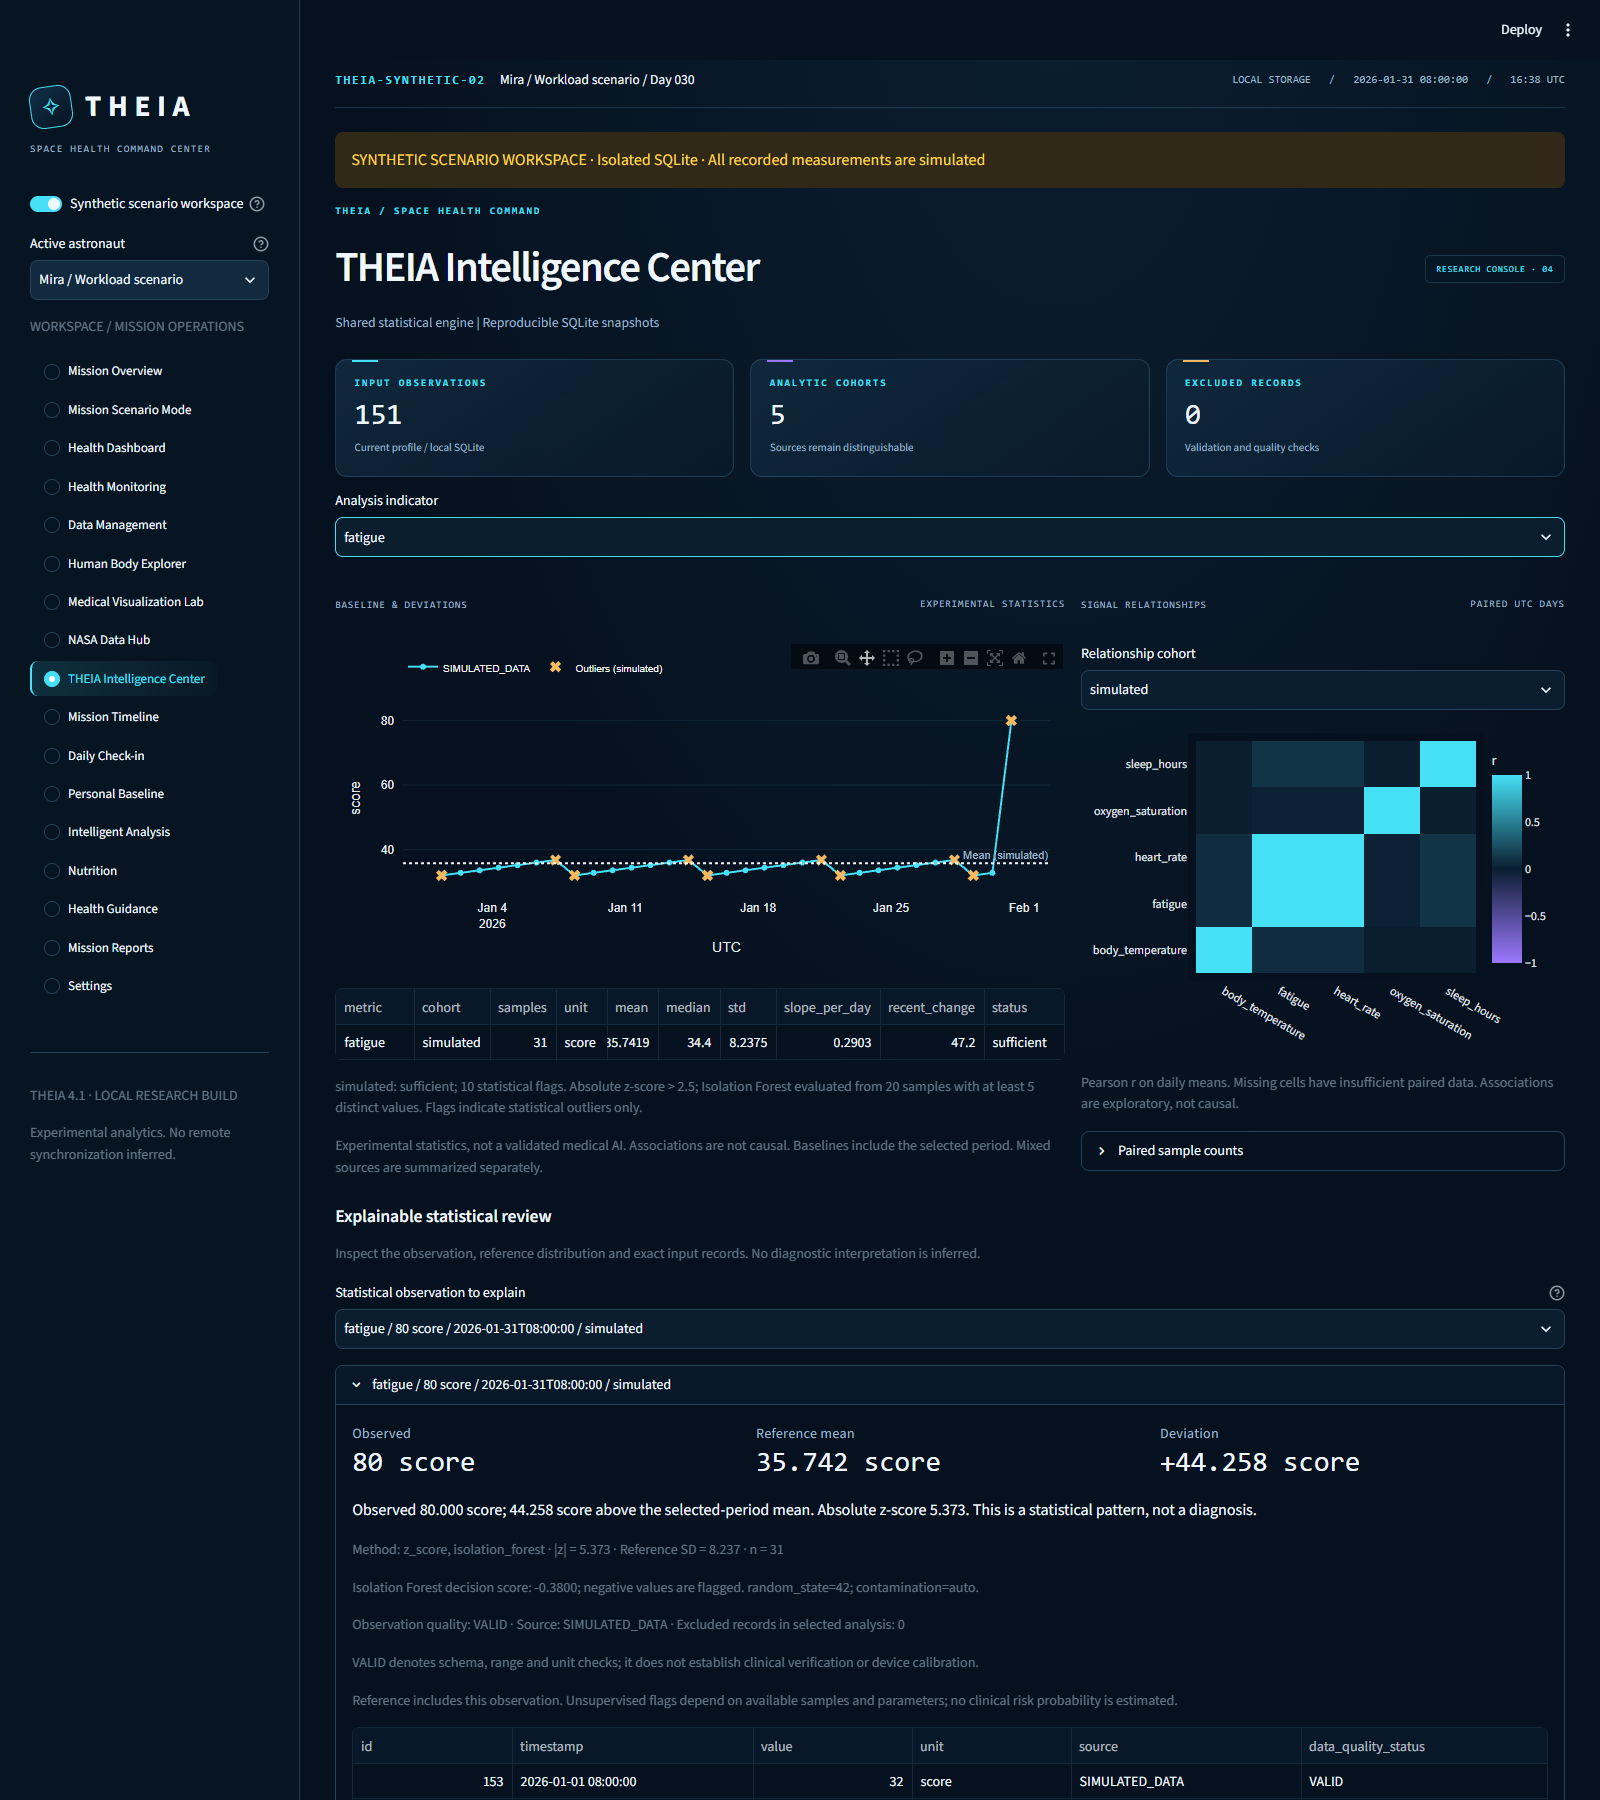 Deploy
THEIA
SPACE HEALTH COMMAND CENTER
Synthetic scenario workspace
Active astronaut
Mira / Workload scenario
WORKSPACE / MISSION OPERATIONS
Mission Overview
Mission Scenario Mode
Health Dashboard
Health Monitoring
Data Management
Human Body Explorer
Medical Visualization Lab
NASA Data Hub
THEIA Intelligence Center
Mission Timeline
Daily Check-in
Personal Baseline
Intelligent Analysis
Nutrition
Health Guidance
Mission Reports
Settings
THEIA 4.1 · LOCAL RESEARCH BUILD
Experimental analytics. No remote
synchronization inferred.
THEIA-SYNTHETIC-02 Mira / Workload scenario / Day 030
LOCAL STORAGE / 2026-01-31 08:00:00 / 16:38 UTC
SYNTHETIC SCENARIO WORKSPACE · Isolated SQLite · All recorded measurements are simulated
THEIA / SPACE HEALTH COMMAND
THEIA Intelligence Center
RESEARCH CONSOLE · 04
Shared statistical engine | Reproducible SQLite snapshots
INPUT OBSERVATIONS
151
Current profile / local SQLite
ANALYTIC COHORTS
5
Sources remain distinguishable
EXCLUDED RECORDS
0
Validation and quality checks
Analysis indicator
fatigue
BASELINE & DEVIATIONS
EXPERIMENTAL STATISTICS
SIMULATED_DATA
Outliers (simulated)
80
60
40
score
Mean (simulated)
Jan 4
2026
Jan 11
Jan 18
Jan 25
Feb 1
UTC
metric cohort samples unit mean median std slope_per_day recent_change status
fatigue simulated 31 score 35.7419 34.4 8.2375 0.2903 47.2 sufficient
simulated: sufficient; 10 statistical flags. Absolute z-score > 2.5; Isolation Forest evaluated from 20 samples with at least 5
distinct values. Flags indicate statistical outliers only.
Experimental statistics, not a validated medical AI. Associations are not causal. Baselines include the selected period. Mixed
sources are summarized separately.
SIGNAL RELATIONSHIPS
PAIRED UTC DAYS
Relationship cohort
simulated
sleep_hours
oxygen_saturation
heart_rate
fatigue
body_temperature
body_temperature
fatigue
heart_rate
oxygen_saturation
sleep_hours
r
1
0.5
0
−0.5
−1
Pearson r on daily means. Missing cells have insufficient paired data. Associations
are exploratory, not causal.
Paired sample counts
Explainable statistical review
Inspect the observation, reference distribution and exact input records. No diagnostic interpretation is inferred.
Statistical observation to explain
fatigue / 80 score / 2026-01-31T08:00:00 / simulated
fatigue / 80 score / 2026-01-31T08:00:00 / simulated
Observed
80 score
Reference mean
35.742 score
Deviation
+44.258 score
Observed 80.000 score; 44.258 score above the selected-period mean. Absolute z-score 5.373. This is a statistical pattern, not a diagnosis.
Method: z_score, isolation_forest · |z| = 5.373 · Reference SD = 8.237 · n = 31
Isolation Forest decision score: -0.3800; negative values are flagged. random_state=42; contamination=auto.
Observation quality: VALID · Source: SIMULATED_DATA · Excluded records in selected analysis: 0
VALID denotes schema, range and unit checks; it does not establish clinical verification or device calibration.
Reference includes this observation. Unsupervised flags depend on available samples and parameters; no clinical risk probability is estimated.
id timestamp value unit source data_quality_status
153 2026-01-01 08:00:00 32 score SIMULATED_DATA VALID